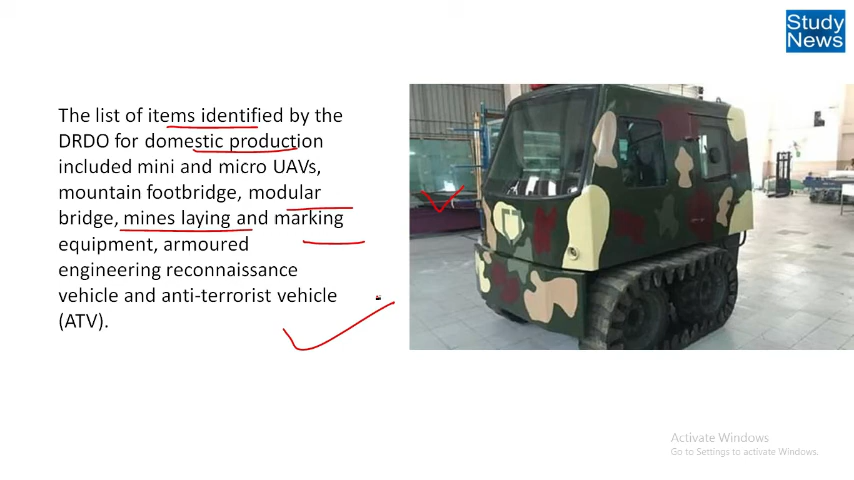 Study
News
The list of items identified by the
DRDO for domestic production
included mini and micro UAVs,
mountain footbridge, modular
bridge, mines laying and marking
equipment, armoured
engineering reconnaissance
vehicle and anti-terrorist vehicle
(ATV).
Activate Windows
Go to Settings to activate Windows.